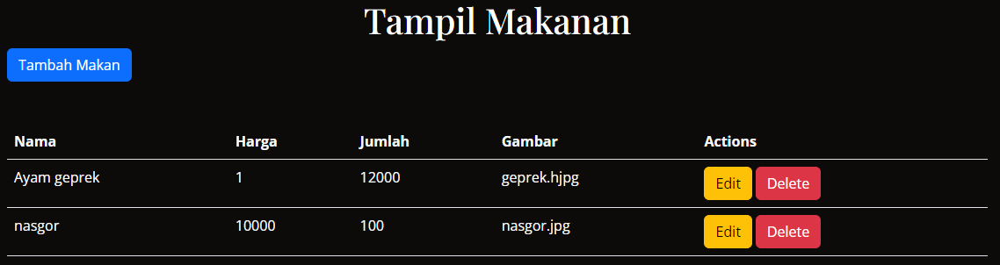 Tampil Makanan
Tambah Makan
Nama Harga Jumlah Gambar Actions
Ayam geprek 1 12000 geprek.hjpg Edit Delete
nasgor 10000 100 nasgor.jpg Edit Delete